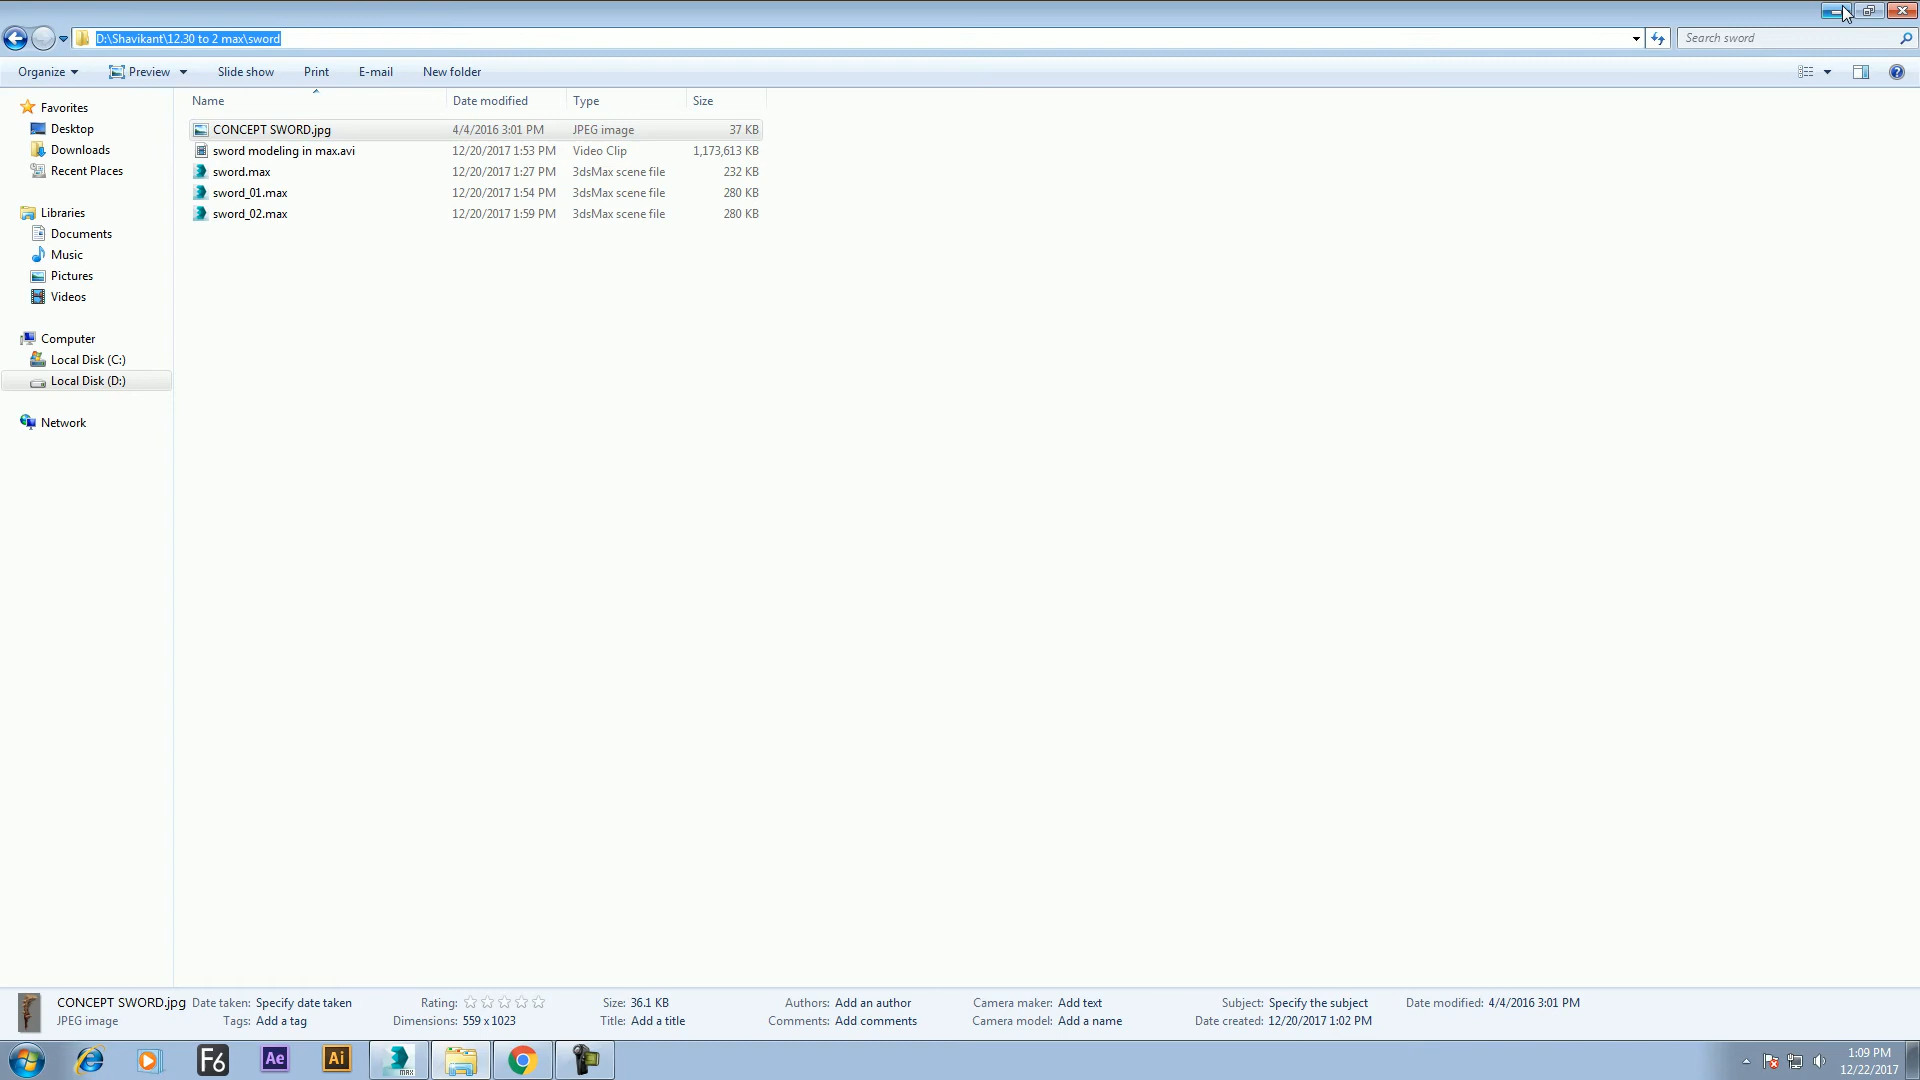 D:\Shavikant\12.30 to 2 max\sword
Search sword
Organize Preview Slide show Print E-mail New folder
Name Date modified Type Size
Favorites
Desktop
Downloads
Recent Places
Libraries
Documents
Music
Pictures
Videos
Computer
Local Disk (C:)
Local Disk (D:)
Network
CONCEPT SWORD.jpg 4/4/2016 3:01 PM JPEG image 37 KB
sword modeling in max.avi 12/20/2017 1:53 PM Video Clip 1,173,613 KB
sword.max 12/20/2017 1:27 PM 3dsMax scene file 232 KB
sword_01.max 12/20/2017 1:54 PM 3dsMax scene file 280 KB
sword_02.max 12/20/2017 1:59 PM 3dsMax scene file 280 KB
CONCEPT SWORD.jpg Date taken: Specify date taken Rating: Size: 36.1 KB Authors: Add an author Camera maker: Add text Subject: Specify the subject Date modified: 4/4/2016 3:01 PM
JPEG image Tags: Add a tag Dimensions: 559 x 1023 Title: Add a title Comments: Add comments Camera model: Add a name Date created: 12/20/2017 1:02 PM
F6 Ae Ai MAX
1:09 PM
12/22/2017